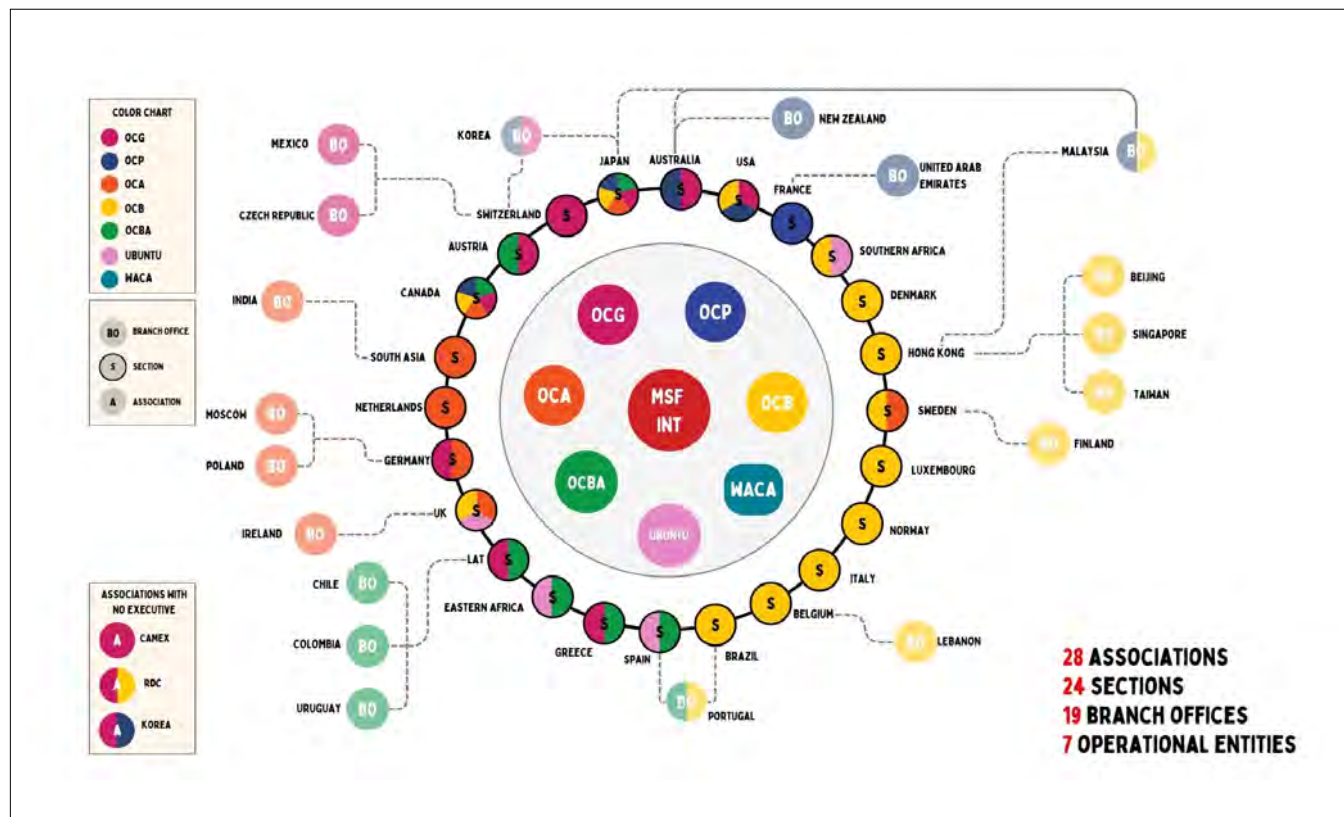 COLOR CHART
OCG
OCP
OCA
OCB
OCBA
UBUNTU
WACA
BO BRANCH OFFICE
S SECTION
A ASSOCIATION
ASSOCIATIONS WITH
NO EXECUTIVE
A CAMEX
A RDC
A KOREA
MEXICO BO
CZECH REPUBLIC BO
KOREA BO
BO NEW ZEALAND
BO UNITED ARAB
EMIRATES
MALAYSIA BO
INDIA BO
MOSCOW BO
POLAND BO
IRELAND BO
CHILE BO
COLOMBIA BO
URUGUAY BO
BO BEIJING
BO SINGAPORE
BO TAIWAN
BO FINLAND
BO LEBANON
BO PORTUGAL
JAPAN S
AUSTRALIA S
USA S
FRANCE S
SOUTHERN AFRICA S
DENMARK S
HONG KONG S
SWEDEN S
LUXEMBOURG S
NORWAY S
ITALY S
BELGIUM S
BRAZIL S
SPAIN S
GREECE S
EASTERN AFRICA S
LAT S
UK S
GERMANY S
NETHERLANDS S
SOUTH ASIA S
CANADA S
AUSTRIA S
SWITZERLAND S
OCG
OCP
OCA
MSF
INT
OCB
OCBA
WACA
UBUNTU
28 ASSOCIATIONS
24 SECTIONS
19 BRANCH OFFICES
7 OPERATIONAL ENTITIES